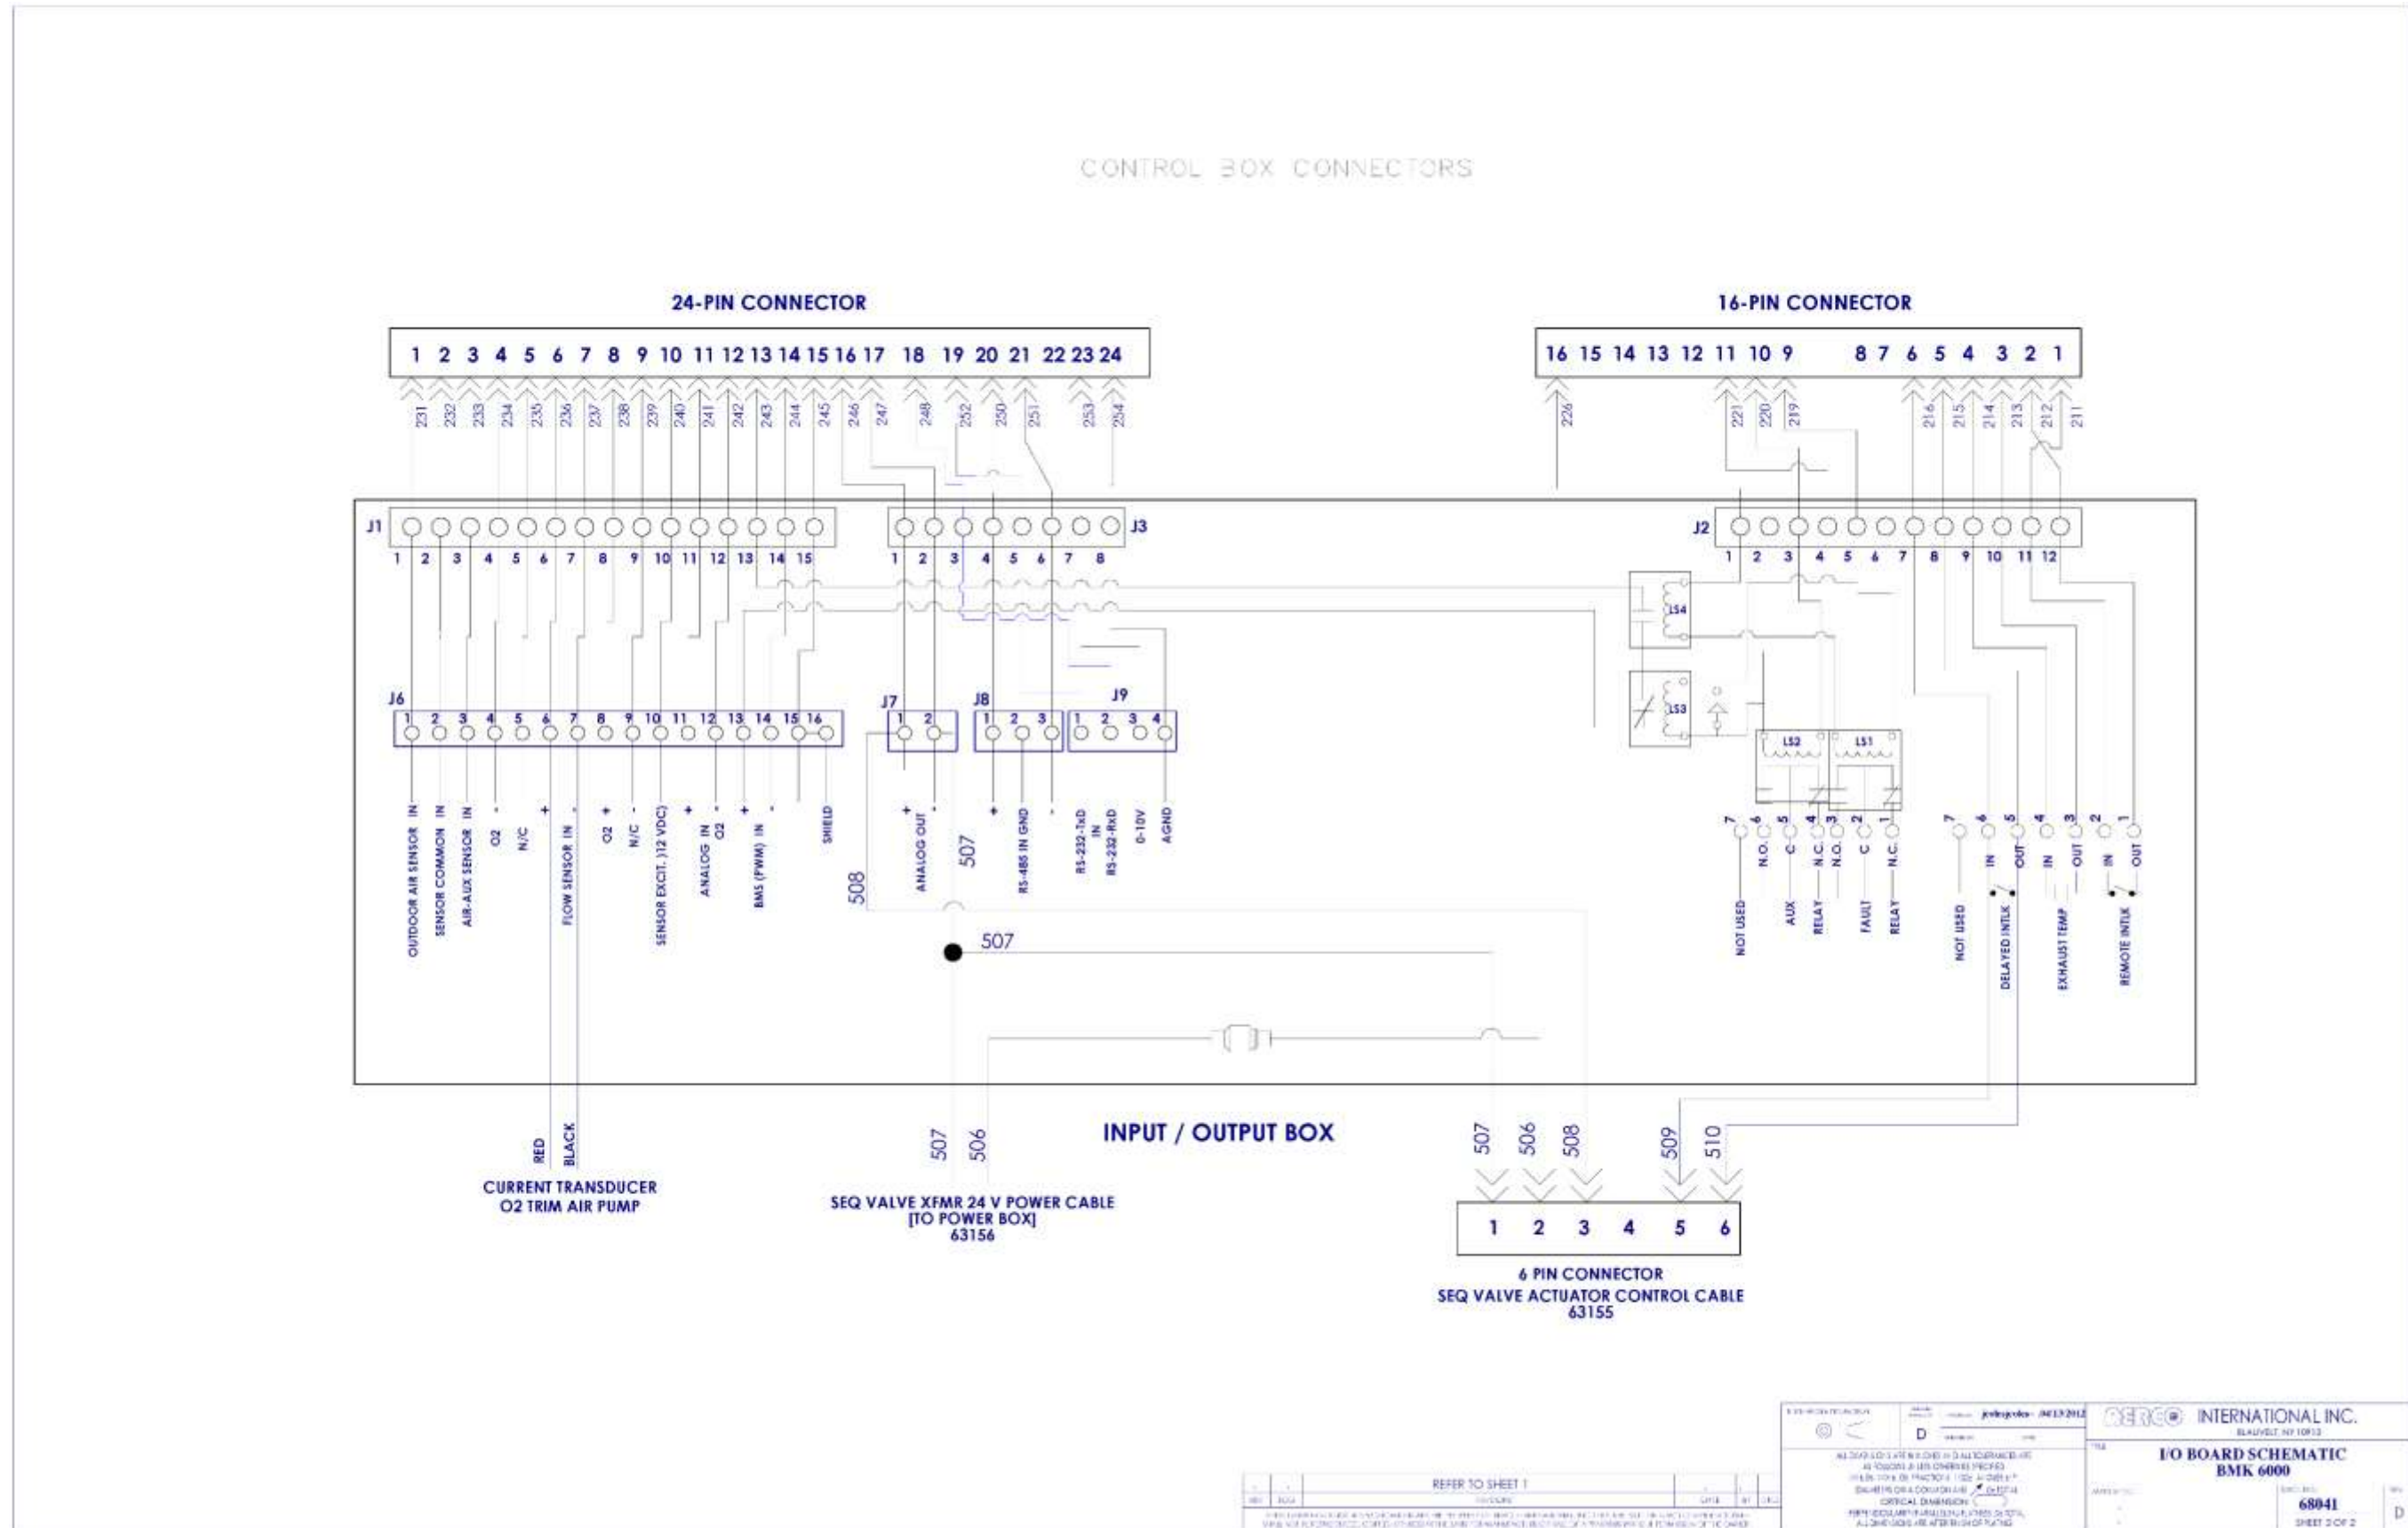 CONTROL BOX CONNECTORS
24-PIN CONNECTOR
16-PIN CONNECTOR
1 2 3 4 5 6 7 8 9 10 11 12 13 14 15 16 17 18 19 20 21 22 23 24
16 15 14 13 12 11 10 9 8 7 6 5 4 3 2 1
231 232 233 234 235 236 237 238 239 240 241 242 243 244 245 246 247 248 252 250 251 253 254
226 221 220 219 216 215 214 213 212 211
J1
J3
J2
1 2 3 4 5 6 7 8 9 10 11 12 13 14 15
1 2 3 4 5 6 7 8
1 2 3 4 5 6 7 8 9 10 11 12
LS4
LS3
J6
J7
J8
J9
1 2 3 4 5 6 7 8 9 10 11 12 13 14 15 16
1 2
1 2 3
1 2 3 4
LS2
LS1
OUTDOOR AIR SENSOR IN
SENSOR COMMON IN
AIR-AUX SENSOR IN
O2 -
N/C
+
FLOW SENSOR IN -
O2 +
N/C -
SENSOR EXCIT. )12 VDC)
+
ANALOG IN
O2 -
+
BMS (PWM) IN -
SHIELD
+
ANALOG OUT -
507
508
+
RS-485 IN GND
-
RS-232-TxD
IN
RS-232-RxD
0-10V
AGND
7 6 5 4 3 2 1
7 6 5 4 3 2 1
NOT USED
N.O.
C
AUX
N.C.
RELAY
N.O.
C
FAULT
N.C.
RELAY
NOT USED
IN
OUT
DELAYED INTLK
IN
OUT
EXHAUST TEMP
IN
OUT
REMOTE INTLK
507
RED
BLACK
507
506
INPUT / OUTPUT BOX
507 506 508 509 510
CURRENT TRANSDUCER
O2 TRIM AIR PUMP
SEQ VALVE XFMR 24 V POWER CABLE
[TO POWER BOX]
63156
1 2 3 4 5 6
6 PIN CONNECTOR
SEQ VALVE ACTUATOR CONTROL CABLE
63155
REFER TO SHEET 1
D
AERCO INTERNATIONAL INC.
BLAUVELT, NY 10913
I/O BOARD SCHEMATIC
BMK 6000
68041
D
SHEET 2 OF 2
CRITICAL DIMENSION